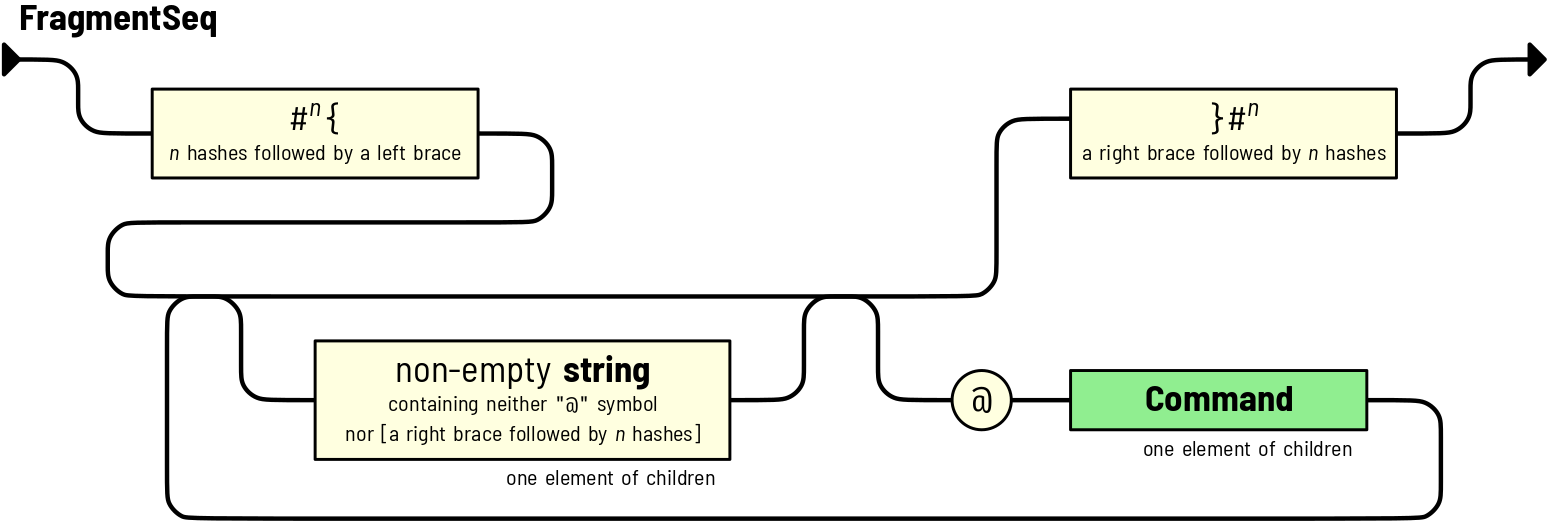 FragmentSeq
#ⁿ{
n hashes followed by a left brace
}#ⁿ
a right brace followed by n hashes
non-empty string
containing neither "@" symbol
nor [a right brace followed by n hashes]
one element of children
@
Command
one element of children